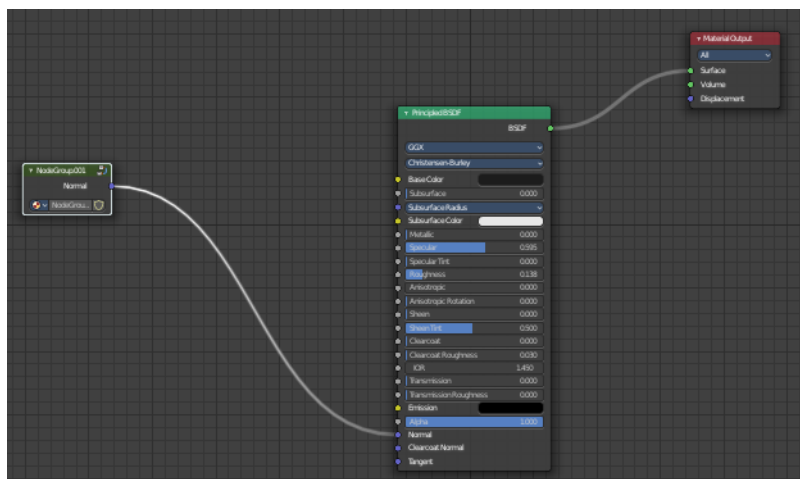 NodeGroup.001
Normal
NodeGrou...
Principled BSDF
BSDF
GGX
Christensen-Burley
Base Color
Subsurface 0.000
Subsurface Radius
Subsurface Color
Metallic 0.000
Specular 0.595
Specular Tint 0.000
Roughness 0.138
Anisotropic 0.000
Anisotropic Rotation 0.000
Sheen 0.000
Sheen Tint 0.500
Clearcoat 0.000
Clearcoat Roughness 0.030
IOR 1.450
Transmission 0.000
Transmission Roughness 0.000
Emission
Alpha 1.000
Normal
Clearcoat Normal
Tangent
Material Output
All
Surface
Volume
Displacement